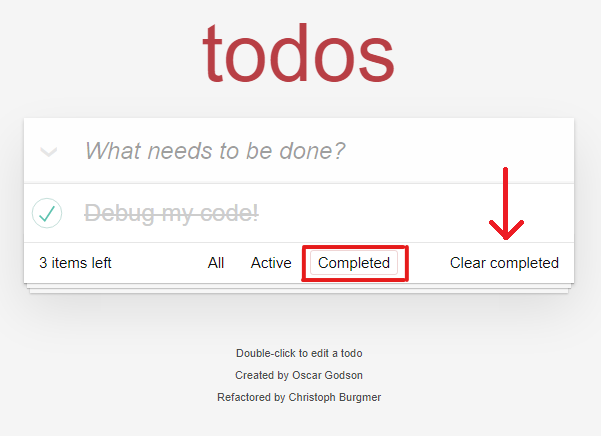 todos
What needs to be done?
Debug my code!
3 items left All Active Completed Clear completed
Double-click to edit a todo
Created by Oscar Godson
Refactored by Christoph Burgmer